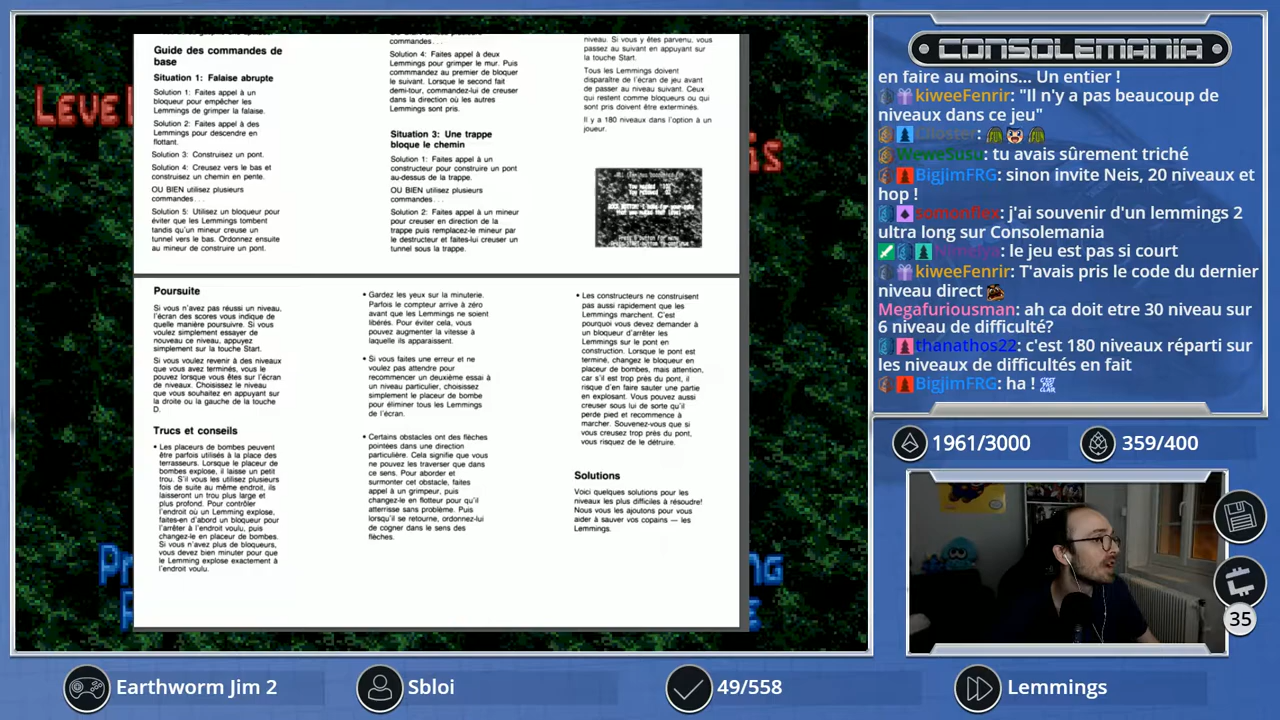 LEVE
is
Guide des commandes de
base
Situation 1: Falaise abrupte
Solution 1: Faites appel à un
bloqueur pour empêcher les
Lemmings de grimper la falaise.
Solution 2: Faites appel à des
Lemmings pour descendre en
flottant.
Solution 3: Construisez un pont.
Solution 4: Creusez vers le bas et
construisez un chemin en pente.
OU BIEN utilisez plusieurs
commandes...
Solution 5: Utilisez un bloqueur pour
éviter que les Lemmings tombent
tandis qu'un mineur creuse un
tunnel vers le bas. Ordonnez ensuite
au mineur de construire un pont.
commandes...
Solution 4: Faites appel à deux
Lemmings pour grimper le mur. Puis
commmandez au premier de bloquer
le suivant. Lorsque le second fait
demi-tour, commandez-lui de creuser
dans la direction où les autres
Lemmings sont pris.
Situation 3: Une trappe
bloque le chemin
Solution 1: Faites appel à un
constructeur pour construire un pont
au-dessus de la trappe.
OU BIEN utilisez plusieurs
commandes...
Solution 2: Faites appel à un mineur
pour creuser en direction de la
trappe puis remplacez-le mineur par
le destructeur et faites-lui creuser un
tunnel sous la trappe.
niveau. Si vous y êtes parvenu, vous
passez au suivant en appuyant sur
la touche Start.
Tous les Lemmings doivent
disparaître de l'écran de jeu avant
de passer au niveau suivant. Ceux
qui restent comme bloqueurs ou qui
sont pris doivent être exterminés.
Il y a 180 niveaux dans l'option à un
joueur.
Poursuite
Si vous n'avez pas réussi un niveau,
l'écran des scores vous indique de
quelle manière poursuivre. Si vous
voulez simplement essayer de
nouveau ce niveau, appuyez
simplement sur la touche Start.
Si vous voulez revenir à des niveaux
que vous avez terminés, vous le
pouvez lorsque vous êtes sur l'écran
de niveaux. Choisissez le niveau
que vous souhaitez en appuyant sur
la droite ou la gauche de la touche
D.
Trucs et conseils
• Les placeurs de bombes peuvent
être parfois utilisés à la place des
terrasseurs. Lorsque le placeur de
bombes explose, il laisse un petit
trou. S'il vous les utilisez plusieurs
fois de suite au même endroit, ils
laisseront un trou plus large et
plus profond. Pour contrôler
l'endroit où un Lemming explose,
faites-en d'abord un bloqueur pour
l'arrêter à l'endroit voulu, puis
changez-le en placeur de bombes.
Si vous n'avez plus de bloqueurs,
vous devez bien minuter pour que
le Lemming explose exactement à
l'endroit voulu.
• Gardez les yeux sur la minuterie.
Parfois le compteur arrive à zéro
avant que les Lemmings ne soient
libérés. Pour éviter cela, vous
pouvez augmenter la vitesse à
laquelle ils apparaissent.
• Si vous faites une erreur et ne
voulez pas attendre pour
recommencer un deuxième essai à
un niveau particulier, choisissez
simplement le placeur de bombe
pour éliminer tous les Lemmings
de l'écran.
• Certains obstacles ont des flèches
pointées dans une direction
particulière. Cela signifie que vous
ne pouvez les traverser que dans
ce sens. Pour aborder et
surmonter cet obstacle, faites
appel à un grimpeur, puis
changez-le en flotteur pour qu'il
atterrisse sans problème. Puis
lorsqu'il se retourne, ordonnez-lui
de cogner dans le sens des
flèches.
• Les constructeurs ne construisent
pas aussi rapidement que les
Lemmings marchent. C'est
pourquoi vous devez demander à
un bloqueur d'arrêter les
Lemmings sur le pont en
construction. Lorsque le pont est
terminé, changez le bloqueur en
placeur de bombes, mais attention,
car s'il est trop près du pont, il
risque d'en faire sauter une partie
en explosant. Vous pouvez aussi
creuser sous lui de sorte qu'il
perde pied et recommence à
marcher. Souvenez-vous que si
vous creusez trop près du pont,
vous risquez de le détruire.
Solutions
Voici quelques solutions pour les
niveaux les plus difficiles à résoudre!
Nous vous les ajoutons pour vous
aider à sauver vos copains — les
Lemmings.
CONSOLEMANIA
en faire au moins... Un entier !
kiweeFenrir: "Il n'y a pas beaucoup de
niveaux dans ce jeu"
WeweSusu: tu avais sûrement triché
BigjimFRG: sinon invite Neis, 20 niveaux et
hop !
somonflex: j'ai souvenir d'un lemmings 2
ultra long sur Consolemania
le jeu est pas si court
kiweeFenrir: T'avais pris le code du dernier
niveau direct
Megafuriousman: ah ca doit etre 30 niveau sur
6 niveau de difficulté?
thanathos22: c'est 180 niveaux réparti sur
les niveaux de difficultés en fait
BigjimFRG: ha !
1961/3000
359/400
35
Earthworm Jim 2
Sbloi
49/558
Lemmings